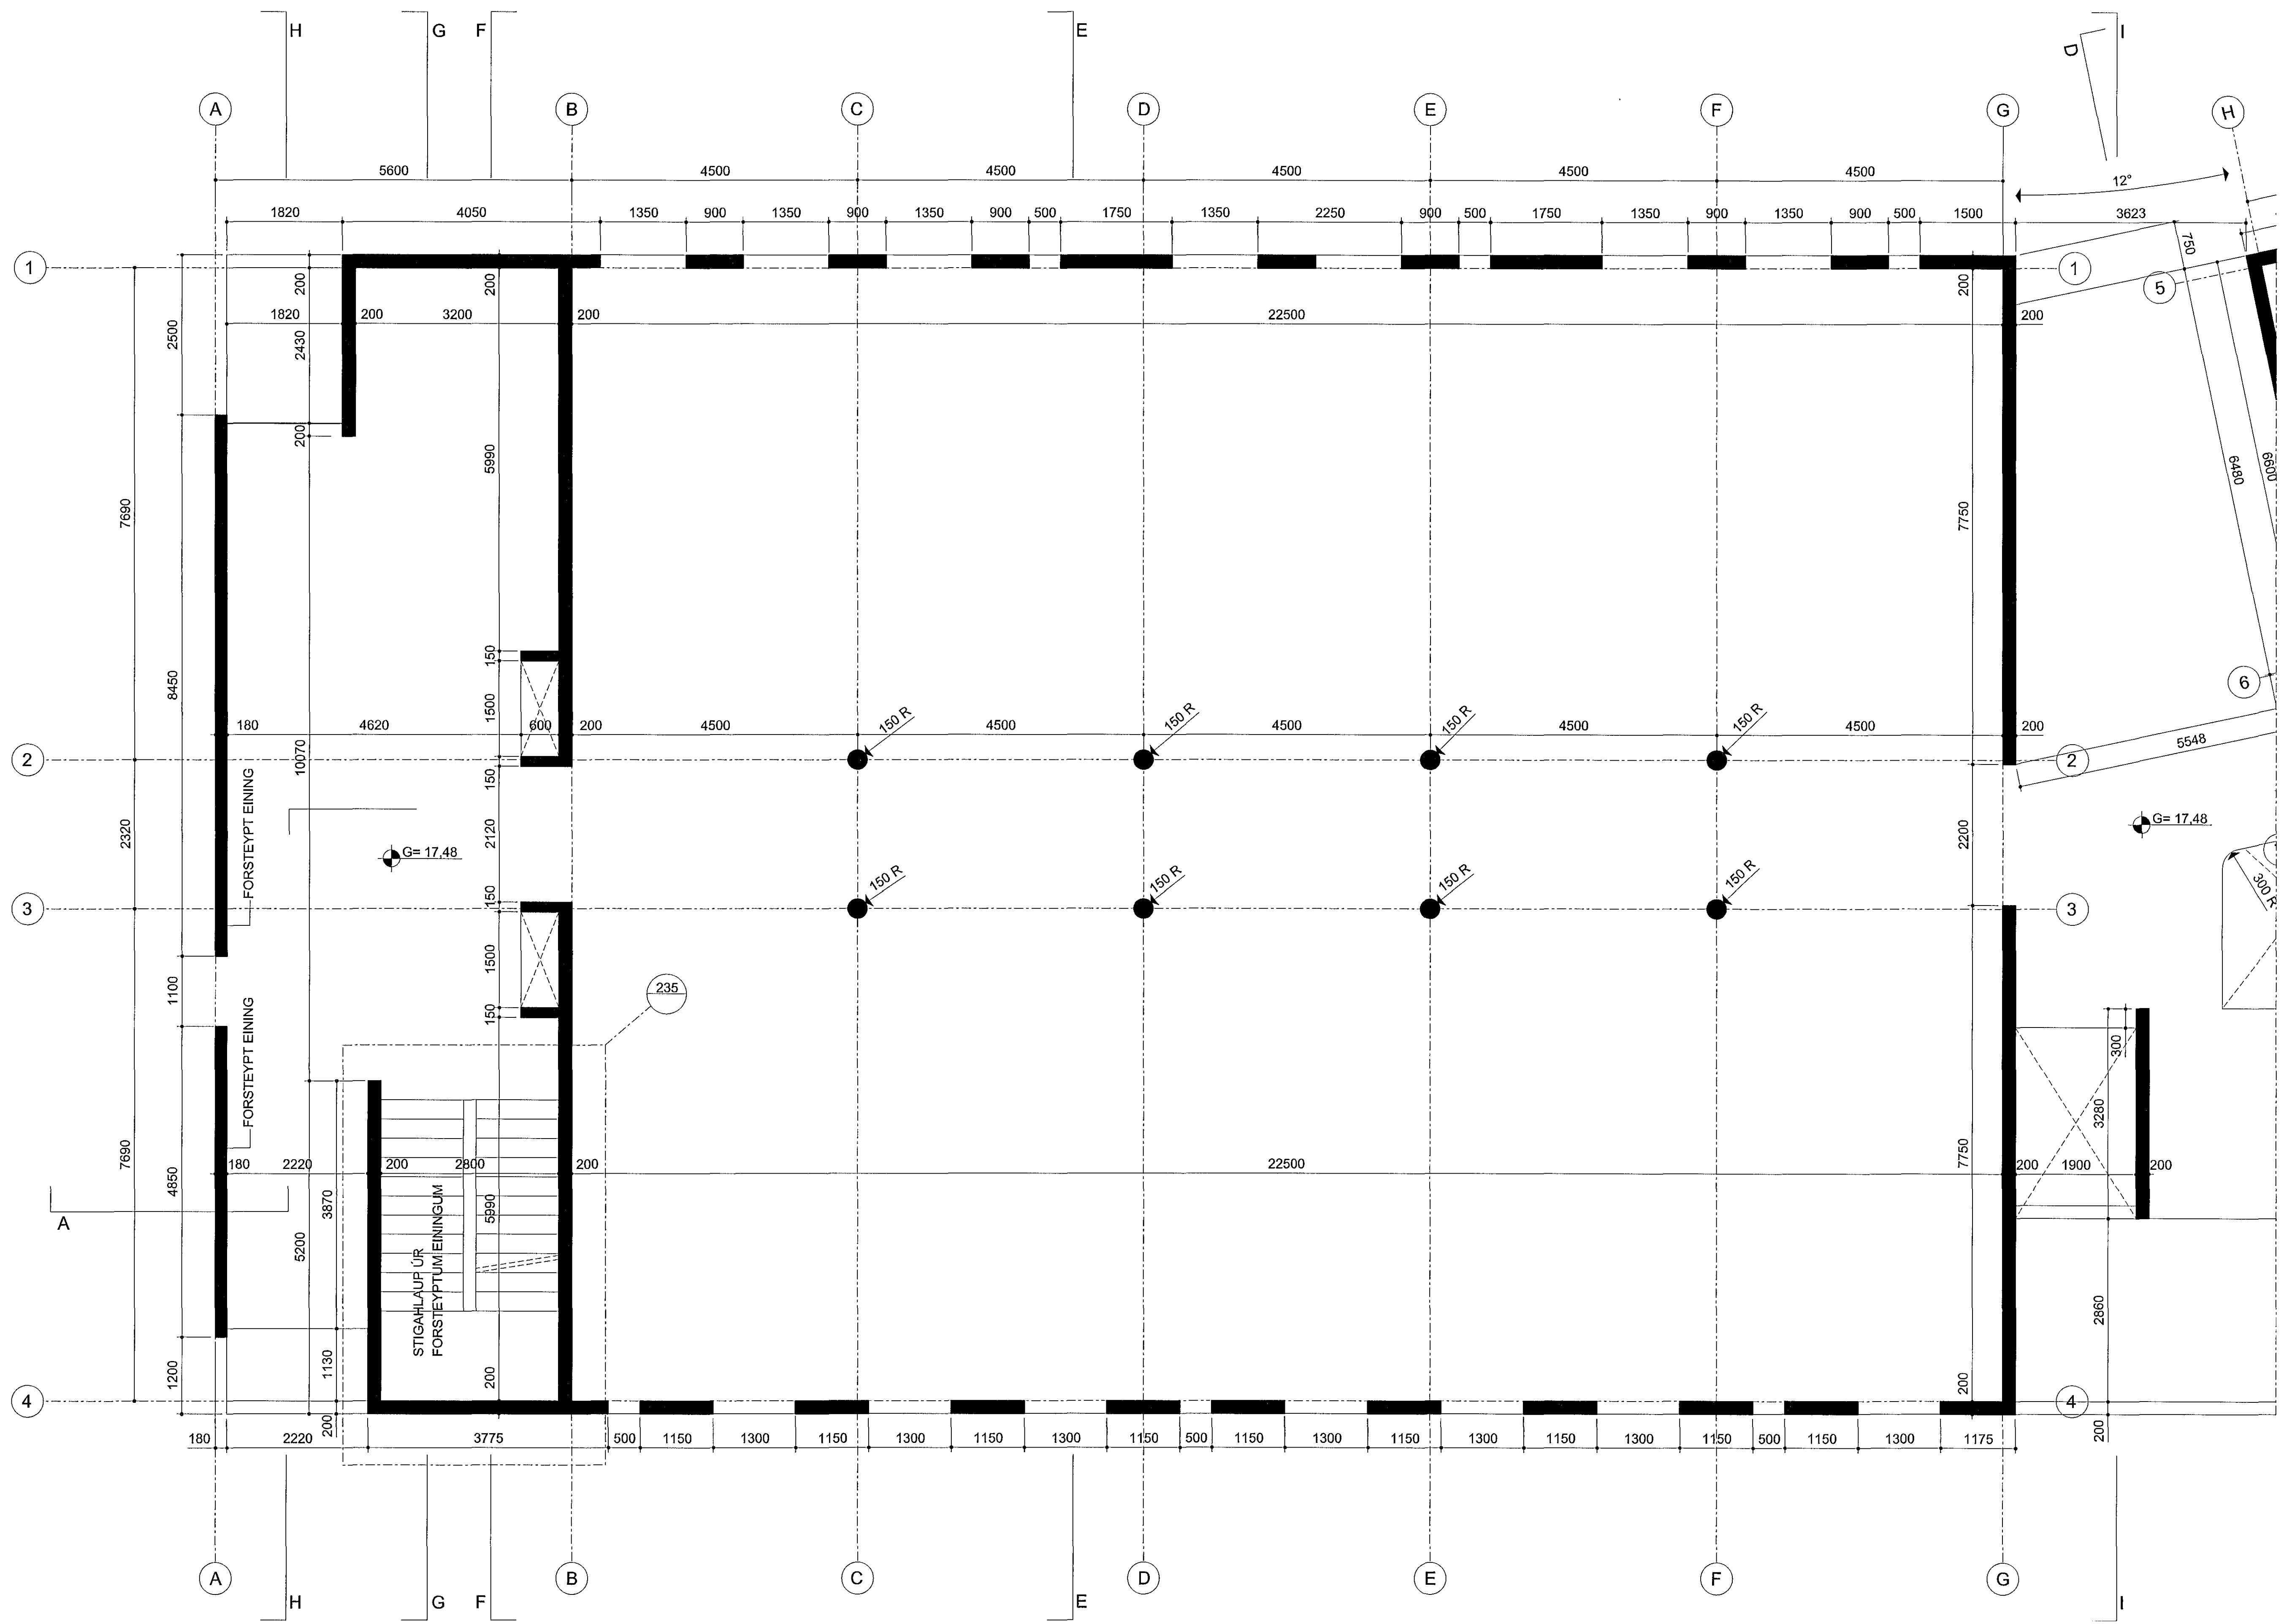 H G F E I
D
A B C D E F G H
5600 4500 4500 4500 4500 4500
12°
1820 4050 1350 900 1350 900 1350 900 500 1750 1350 2250 900 500 1750 1350 900 1350 900 500 1500 3623
750
1 1
5
200 200 200
1820 200 3200 200 22500 200
2500
2430
200
5990
7690
7750
6480
6600
8450
150
1500
150 R 150 R 150 R 150 R
180 4620 600 200 4500 4500 4500 4500 4500 200
6
5548
2 2
10070
150
FORSTEYPT EINING
2320
2120
2200
G= 17,48
G= 17,48
150 R 150 R 150 R 150 R
300 R
150
3 3
1500
235
1100
150
FORSTEYPT EINING
300
3280
7690
4850
180 2220 200 2800 200 22500 200 1900 200
7750
3870
5990
A
5200
STIGAHLAUP ÚR
FORSTEYPTUM EININGUM
2860
1200
1130
200
200
4 4
200
200
180 2220 3775 500 1150 1300 1150 1300 1150 1300 1150 500 1150 1300 1150 1300 1150 1300 1150 500 1150 1300 1175
A B C D E F G
H G F E I